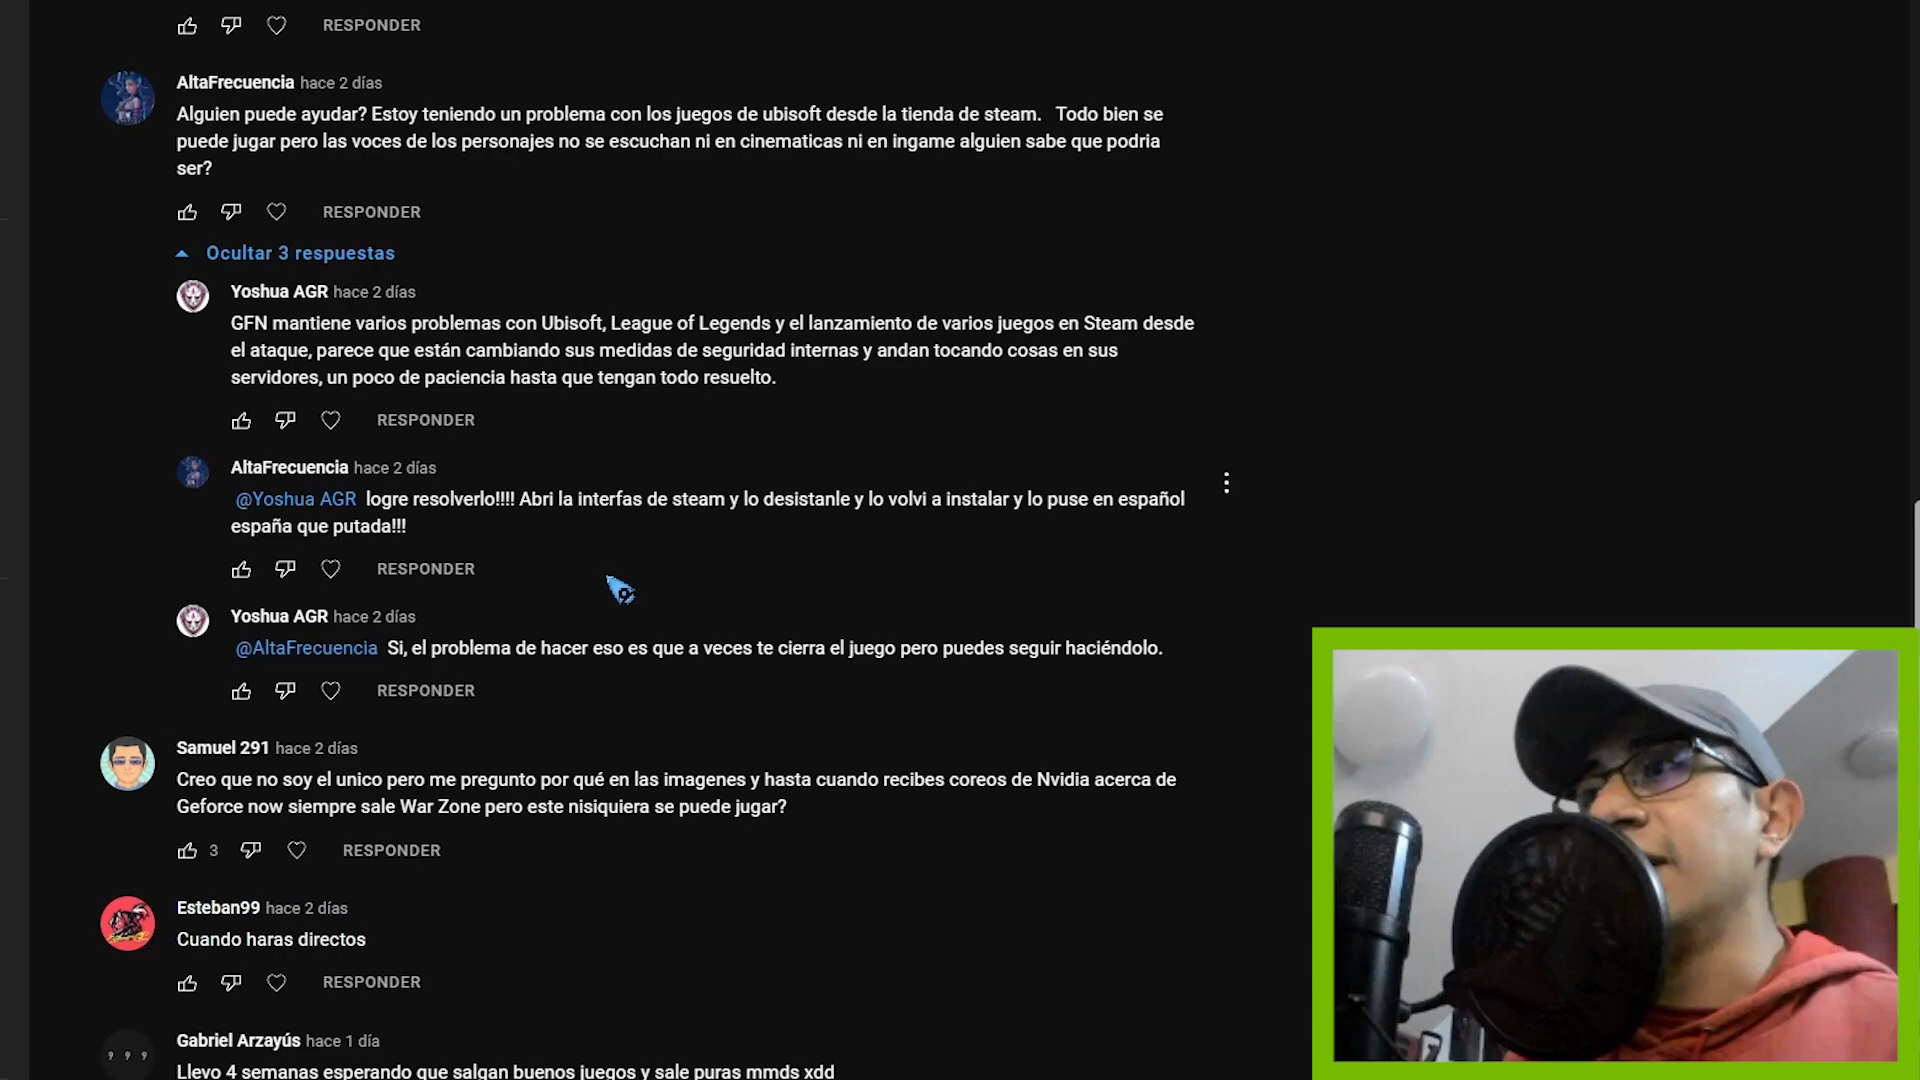 RESPONDER
AltaFrecuencia hace 2 días
Alguien puede ayudar? Estoy teniendo un problema con los juegos de ubisoft desde la tienda de steam. Todo bien se
puede jugar pero las voces de los personajes no se escuchan ni en cinematicas ni en ingame alguien sabe que podria
ser?
RESPONDER
Ocultar 3 respuestas
Yoshua AGR hace 2 días
GFN mantiene varios problemas con Ubisoft, League of Legends y el lanzamiento de varios juegos en Steam desde
el ataque, parece que están cambiando sus medidas de seguridad internas y andan tocando cosas en sus
servidores, un poco de paciencia hasta que tengan todo resuelto.
RESPONDER
AltaFrecuencia hace 2 días
@Yoshua AGR logre resolverlo!!!! Abri la interfas de steam y lo desistanle y lo volvi a instalar y lo puse en español
españa que putada!!!
RESPONDER
Yoshua AGR hace 2 días
@AltaFrecuencia Si, el problema de hacer eso es que a veces te cierra el juego pero puedes seguir haciéndolo.
RESPONDER
Samuel 291 hace 2 días
Creo que no soy el unico pero me pregunto por qué en las imagenes y hasta cuando recibes coreos de Nvidia acerca de
Geforce now siempre sale War Zone pero este nisiquiera se puede jugar?
3 RESPONDER
Esteban99 hace 2 días
Cuando haras directos
RESPONDER
Gabriel Arzayús hace 1 día
Llevo 4 semanas esperando que salgan buenos juegos y sale puras mmds xdd